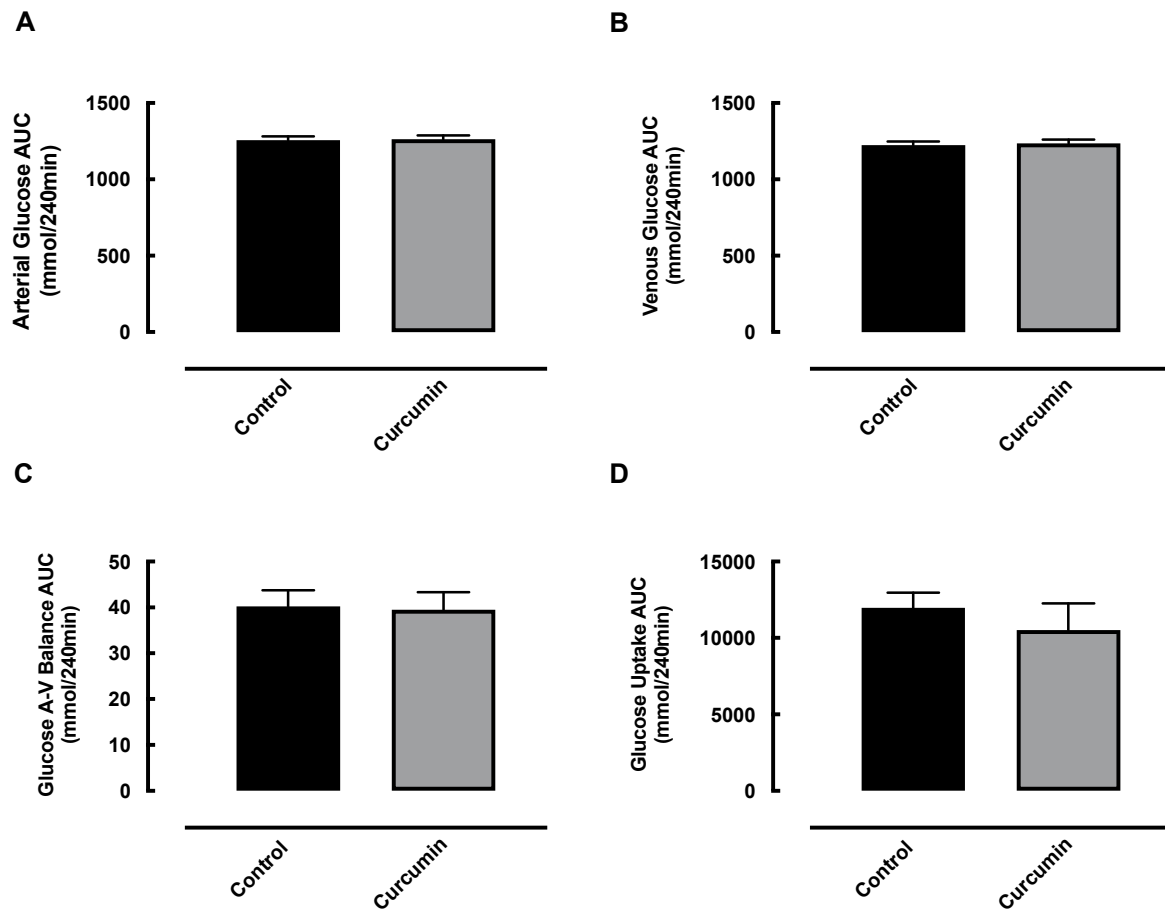 A
Arterial Glucose AUC
(mmol/240min)
1500
1000
500
0
Control
Curcumin
B
Venous Glucose AUC
(mmol/240min)
1500
1000
500
0
Control
Curcumin
C
Glucose A-V Balance AUC
(mmol/240min)
50
40
30
20
10
0
Control
Curcumin
D
Glucose Uptake AUC
(mmol/240min)
15000
10000
5000
0
Control
Curcumin